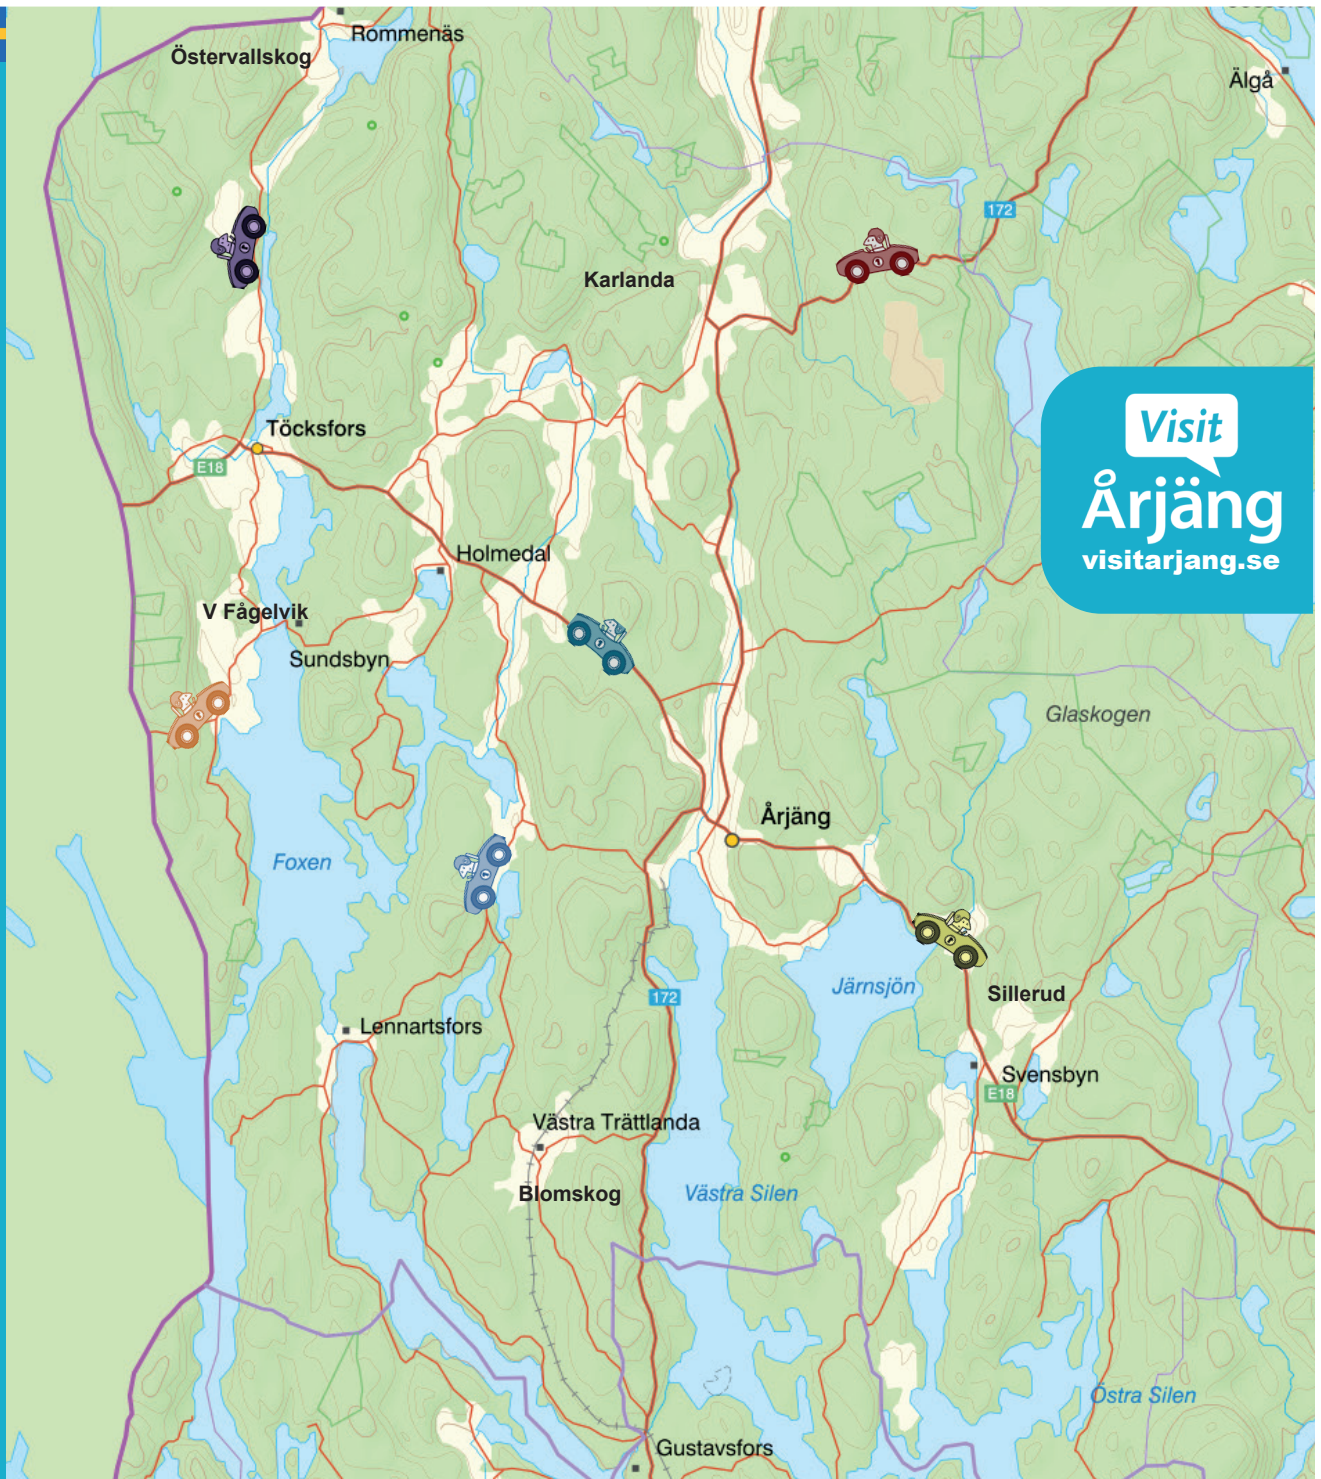 Rommenäs
Östervallskog
Älgå
172
Karlanda
Töcksfors
E18
Visit
Årjäng
visitarjang.se
Holmedal
V Fågelvik
Sundsbyn
Glaskogen
Årjäng
Foxen
Järnsjön
Sillerud
172
Lennartsfors
Svensbyn
E18
Västra Trättlanda
Blomskog
Västra Silen
Östra Silen
Gustavsfors